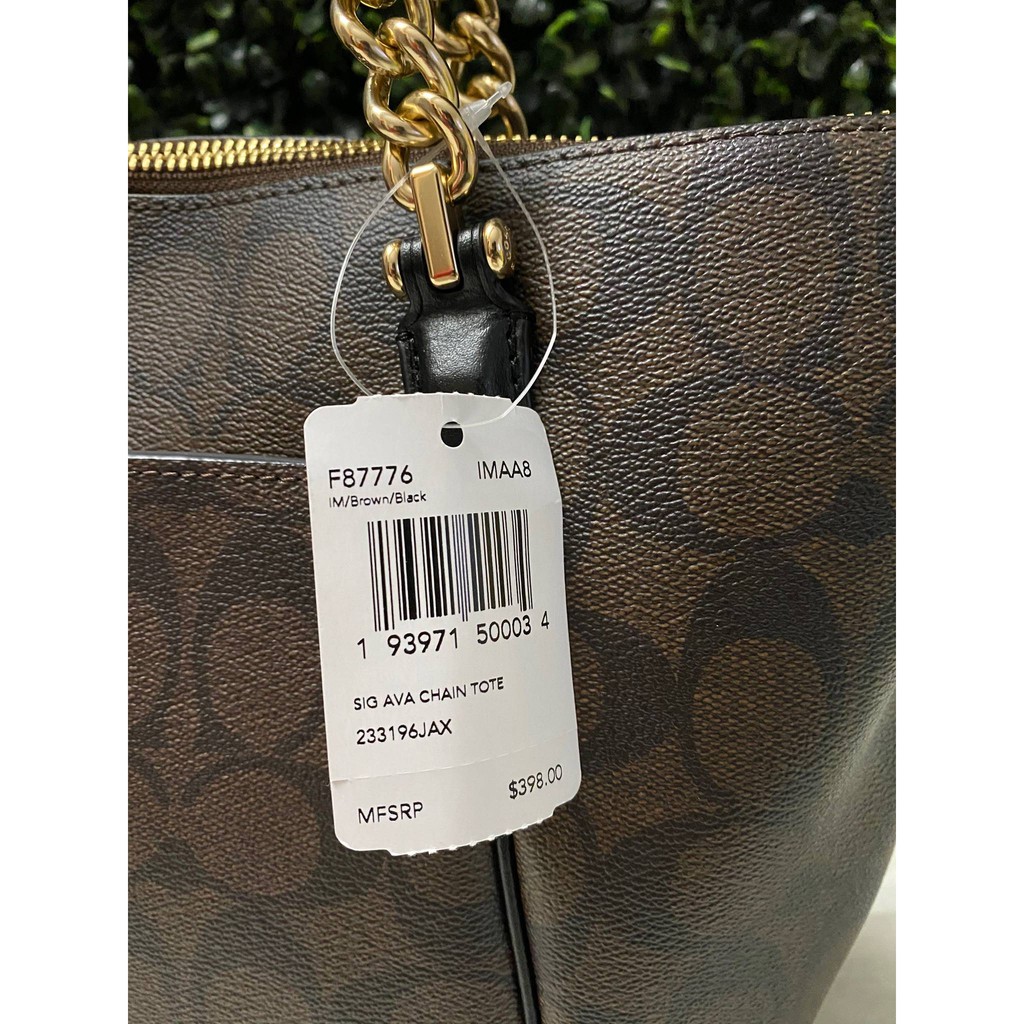 F87776 IMAA8
IM/Brown/Black
1 93971 50003 4
SIG AVA CHAIN TOTE
233196JAX
MFSRP $398.00